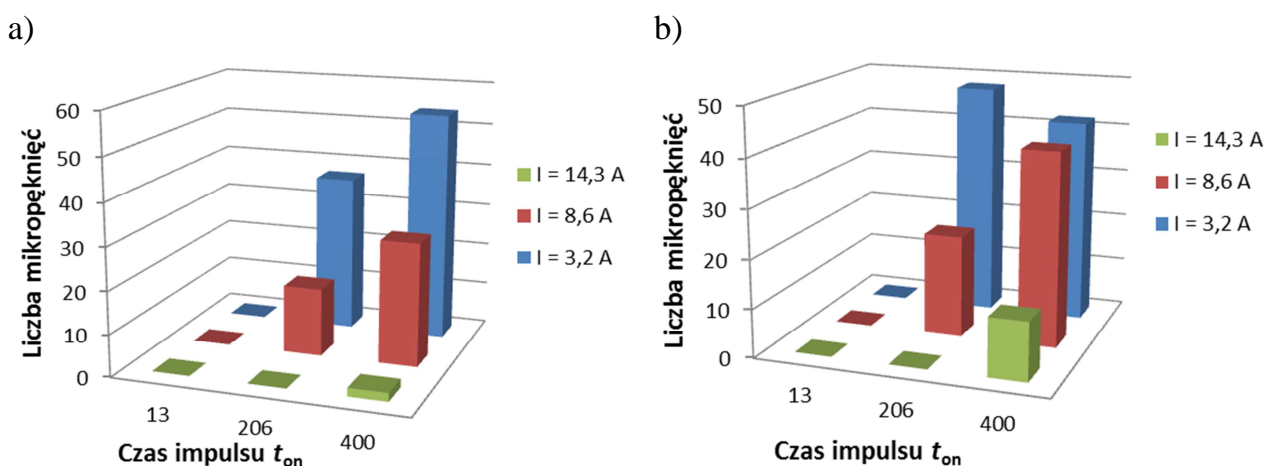 a)
Liczba mikropęknięć
60
50
40
30
20
10
0
13
206
400
Czas impulsu ton
I = 14,3 A
I = 8,6 A
I = 3,2 A
b)
Liczba mikropęknięć
50
40
30
20
10
0
13
206
400
Czas impulsu ton
I = 14,3 A
I = 8,6 A
I = 3,2 A